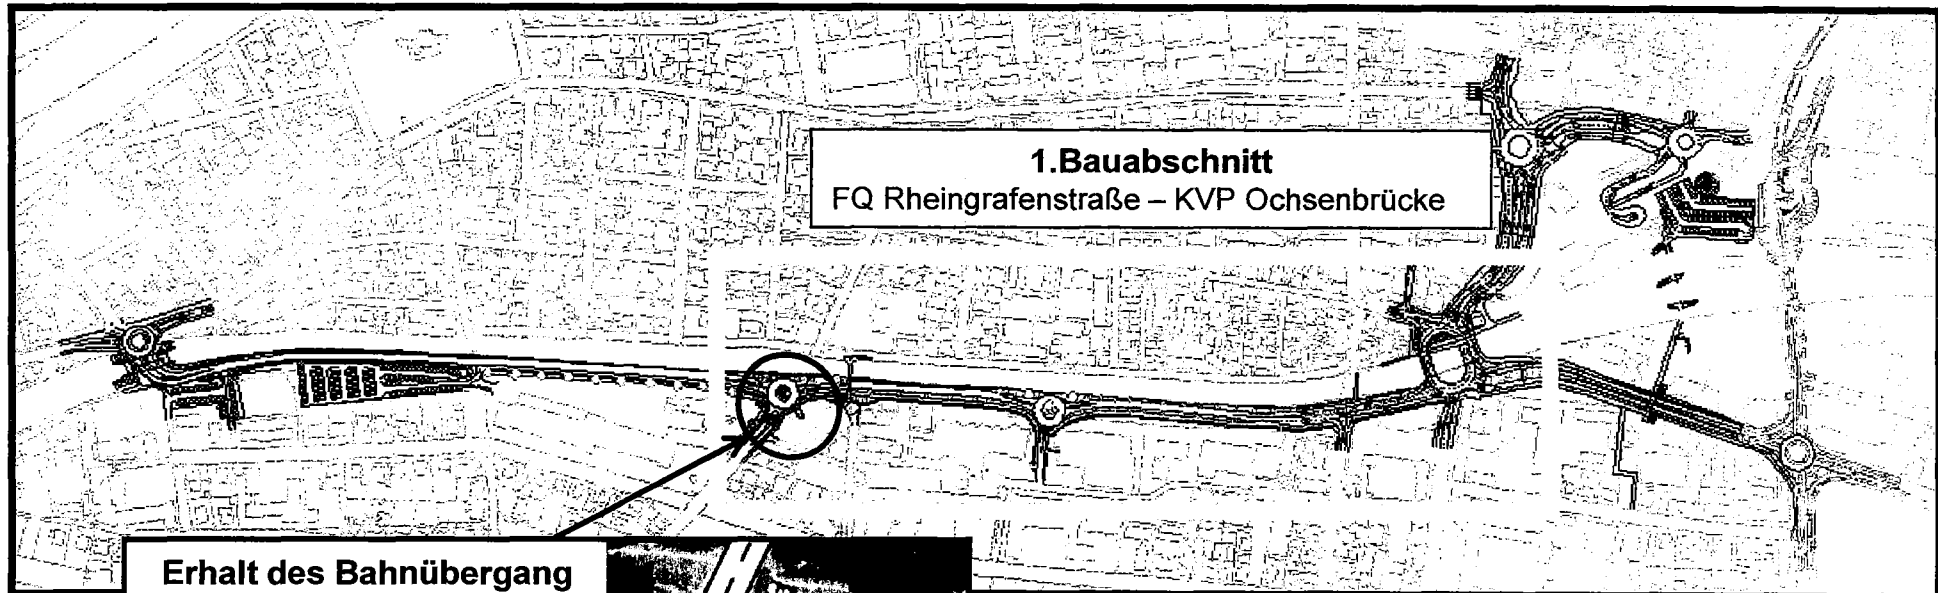 1.Bauabschnitt
FQ Rheingrafenstraße – KVP Ochsenbrücke
Erhalt des Bahnübergang